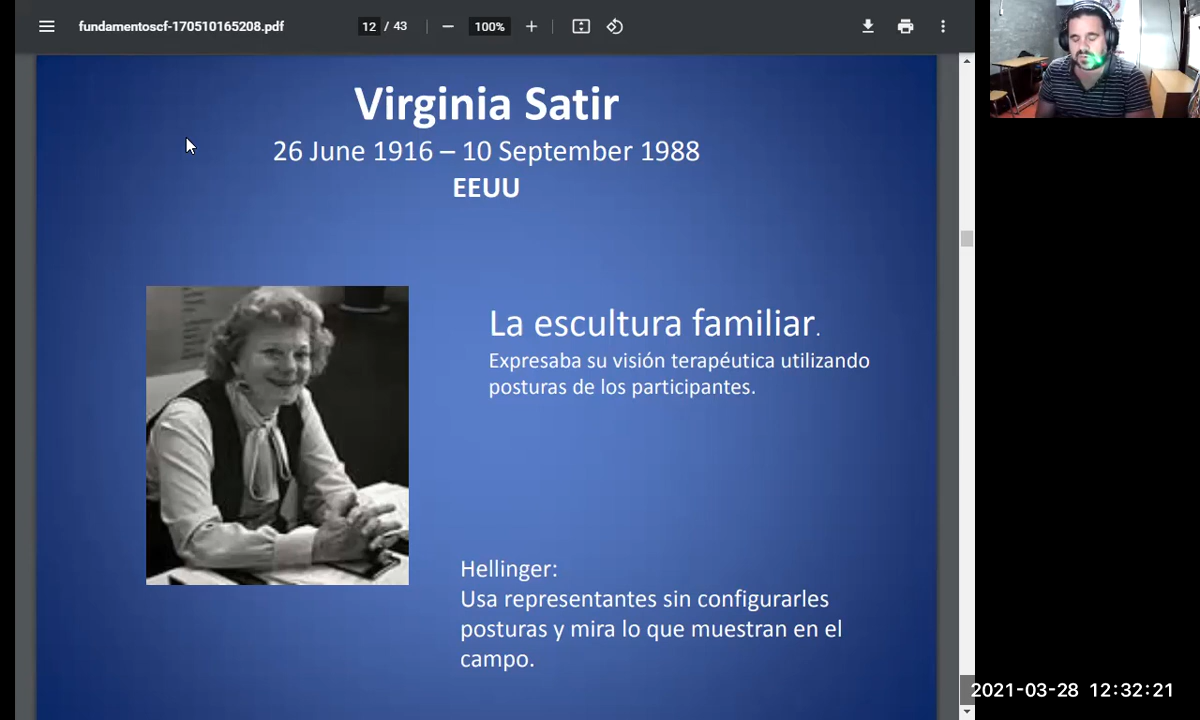 fundamentoscf-170510165208.pdf
12 / 43
100%
Virginia Satir
26 June 1916 – 10 September 1988
EEUU
La escultura familiar.
Expresaba su visión terapéutica utilizando
posturas de los participantes.
Hellinger:
Usa representantes sin configurarles
posturas y mira lo que muestran en el
campo.
2021-03-28 12:32:21